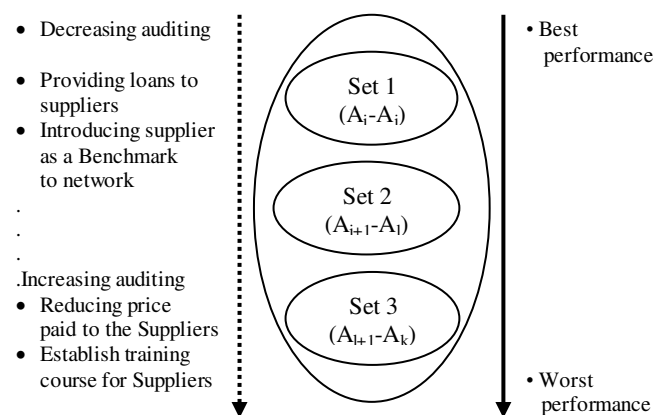 • Decreasing auditing
• Providing loans to
suppliers
• Introducing supplier
as a Benchmark
to network
.
.
.
.Increasing auditing
• Reducing price
paid to the Suppliers
• Establish training
course for Suppliers
Set 1
(Ai-Aj)
Set 2
(Aj+1-Al)
Set 3
(Al+1-Ak)
• Best
performance
• Worst
performance